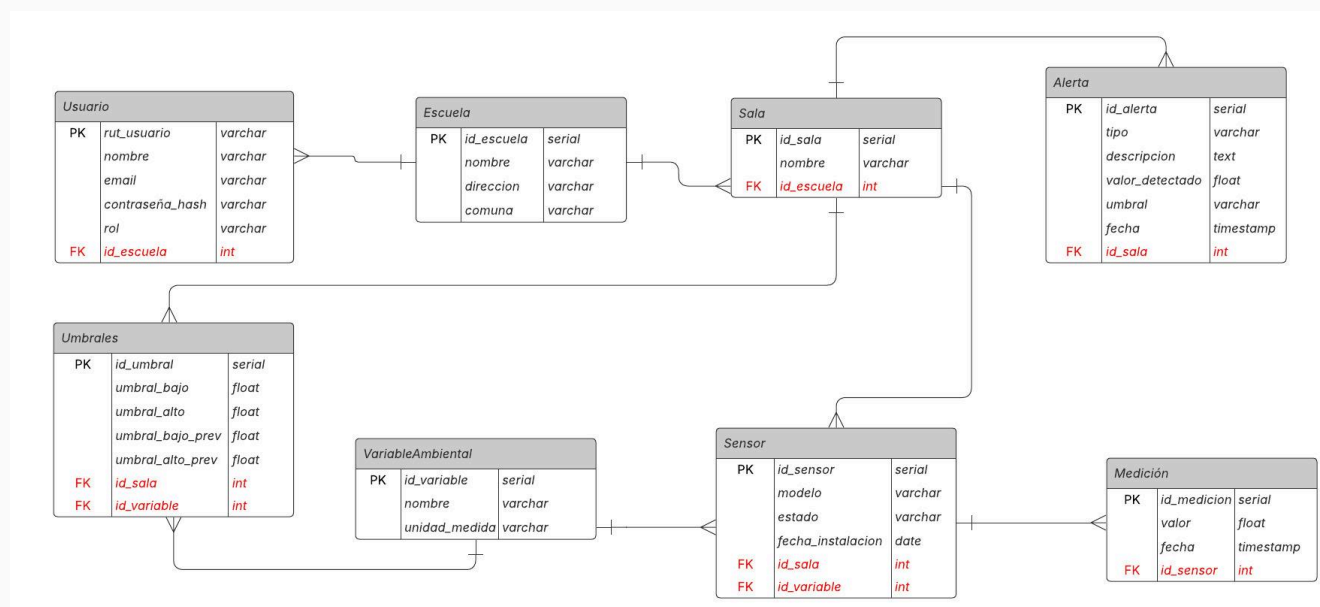 Usuario
PK rut_usuario varchar
nombre varchar
email varchar
contraseña_hash varchar
rol varchar
FK id_escuela int
Escuela
PK id_escuela serial
nombre varchar
direccion varchar
comuna varchar
Sala
PK id_sala serial
nombre varchar
FK id_escuela int
Alerta
PK id_alerta serial
tipo varchar
descripcion text
valor_detectado float
umbral varchar
fecha timestamp
FK id_sala int
Umbrales
PK id_umbral serial
umbral_bajo float
umbral_alto float
umbral_bajo_prev float
umbral_alto_prev float
FK id_sala int
FK id_variable int
VariableAmbiental
PK id_variable serial
nombre varchar
unidad_medida varchar
Sensor
PK id_sensor serial
modelo varchar
estado varchar
fecha_instalacion date
FK id_sala int
FK id_variable int
Medición
PK id_medicion serial
valor float
fecha timestamp
FK id_sensor int